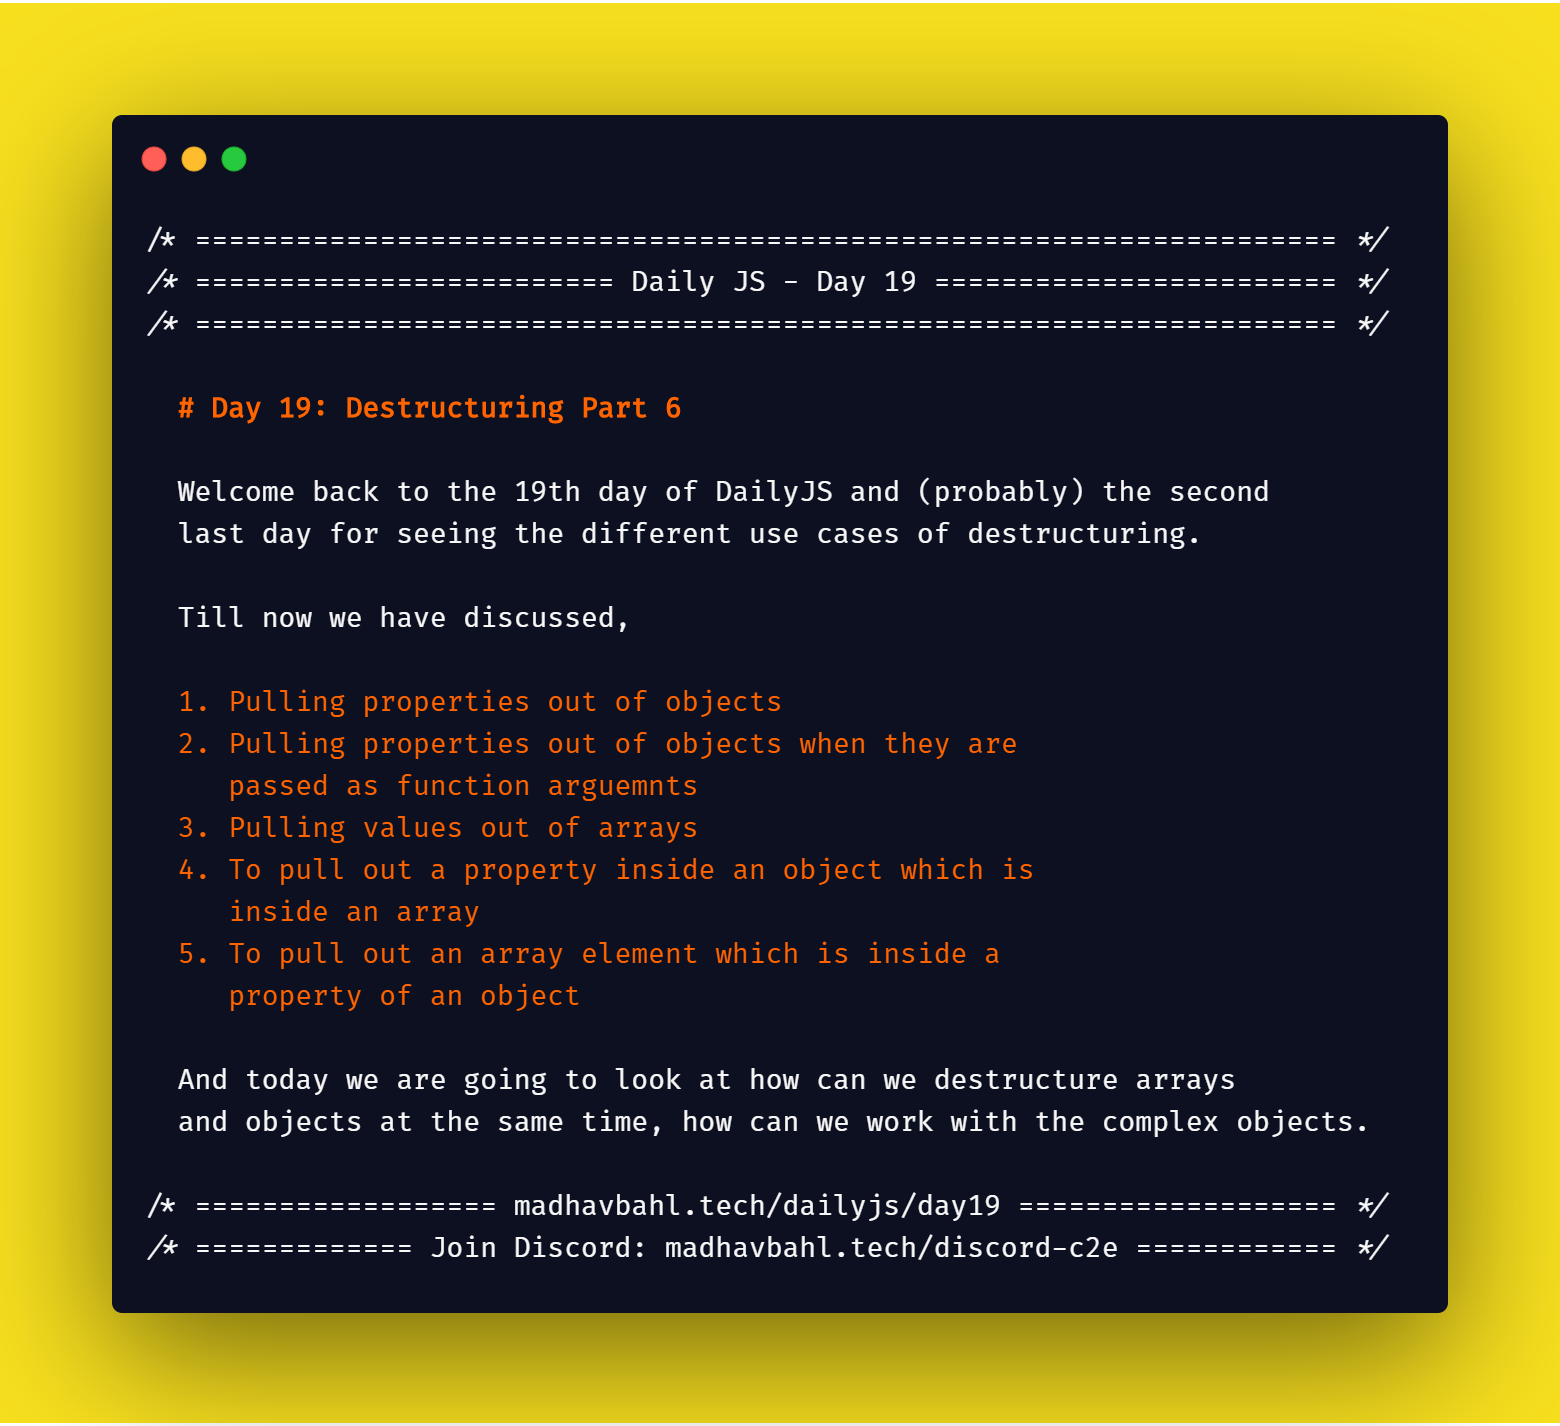 /* ==================================================================== */
/* ========================= Daily JS - Day 19 ======================== */
/* ==================================================================== */
# Day 19: Destructuring Part 6
Welcome back to the 19th day of DailyJS and (probably) the second
last day for seeing the different use cases of destructuring.
Till now we have discussed,
1. Pulling properties out of objects
2. Pulling properties out of objects when they are
passed as function arguemnts
3. Pulling values out of arrays
4. To pull out a property inside an object which is
inside an array
5. To pull out an array element which is inside a
property of an object
And today we are going to look at how can we destructure arrays
and objects at the same time, how can we work with the complex objects.
/* ================== madhavbahl.tech/dailyjs/day19 =================== */
/* ============= Join Discord: madhavbahl.tech/discord-c2e ============ */